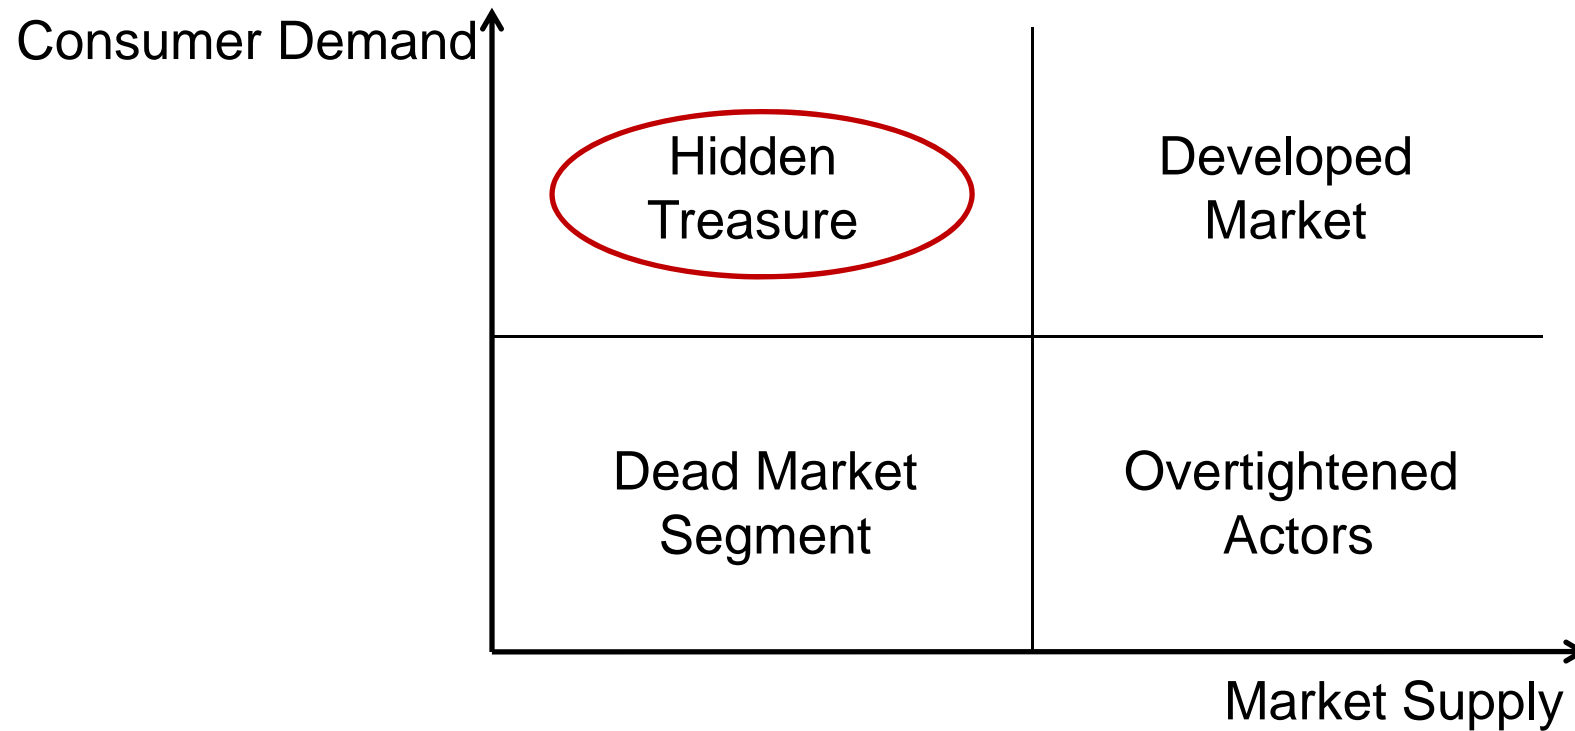 Consumer Demand
Hidden
Treasure
Developed
Market
Dead Market
Segment
Overtightened
Actors
Market Supply